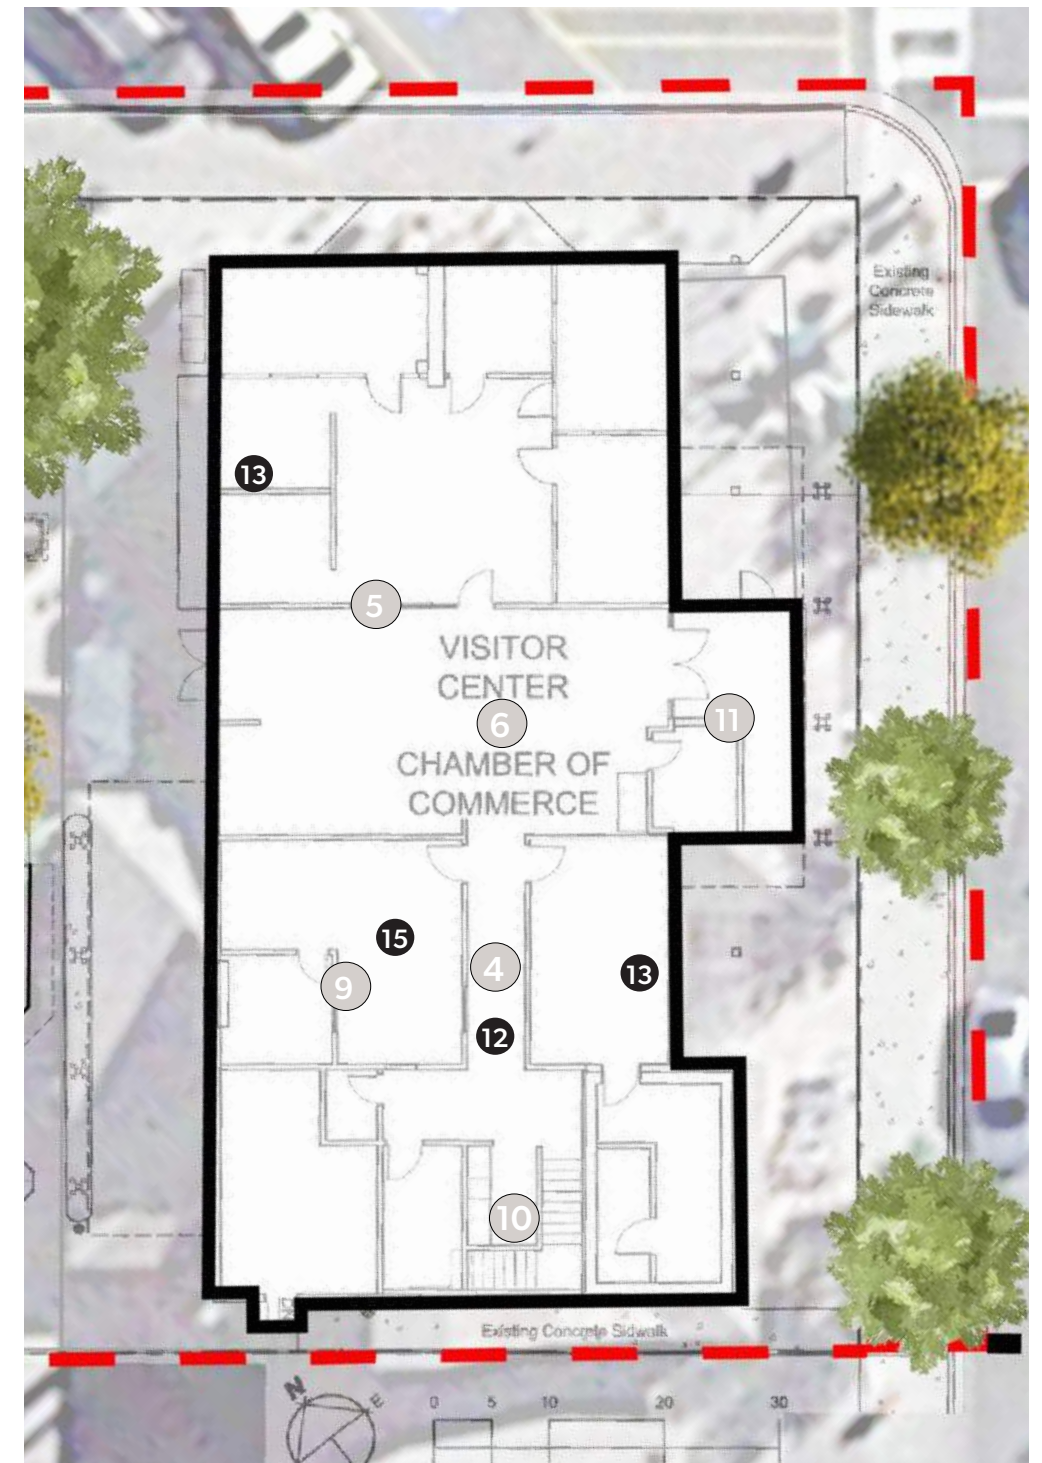 Existing
Concrete
Sidewalk
13
5
VISITOR
CENTER
6
11
CHAMBER OF
COMMERCE
15
4
13
9
12
10
Existing Concrete Sidwalk
N
E
0 5 10 20 30